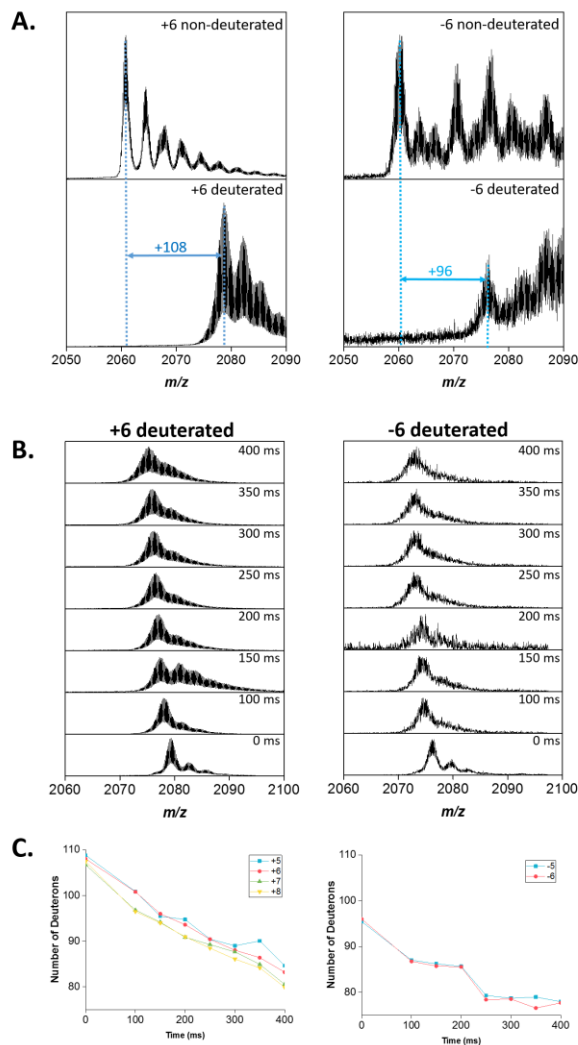 A.
+6 non-deuterated
-6 non-deuterated
+6 deuterated
-6 deuterated
+108
+96
2050 2060 2070 2080 2090
2050 2060 2070 2080 2090
m/z
m/z
B.
+6 deuterated
-6 deuterated
400 ms
400 ms
350 ms
350 ms
300 ms
300 ms
250 ms
250 ms
200 ms
200 ms
150 ms
150 ms
100 ms
100 ms
0 ms
0 ms
2060 2070 2080 2090 2100
2060 2070 2080 2090 2100
m/z
m/z
C.
Number of Deuterons
110
100
90
80
0 100 200 300 400
Time (ms)
+5
+6
+7
+8
Number of Deuterons
110
100
90
80
0 100 200 300 400
Time (ms)
-5
-6